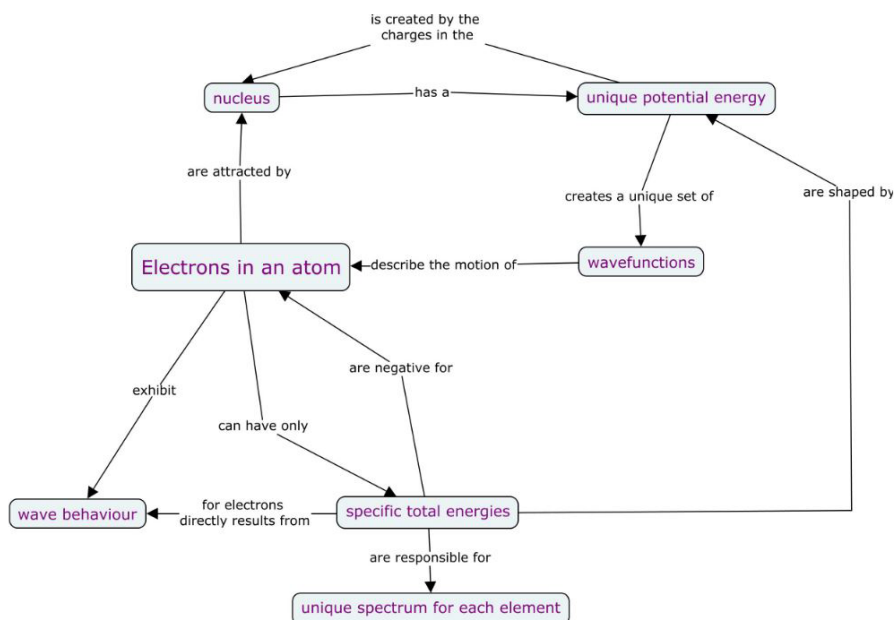 is created by the
charges in the
nucleus
has a
unique potential energy
are attracted by
creates a unique set of
are shaped by
Electrons in an atom
describe the motion of
wavefunctions
are negative for
exhibit
can have only
wave behaviour
for electrons
directly results from
specific total energies
are responsible for
unique spectrum for each element